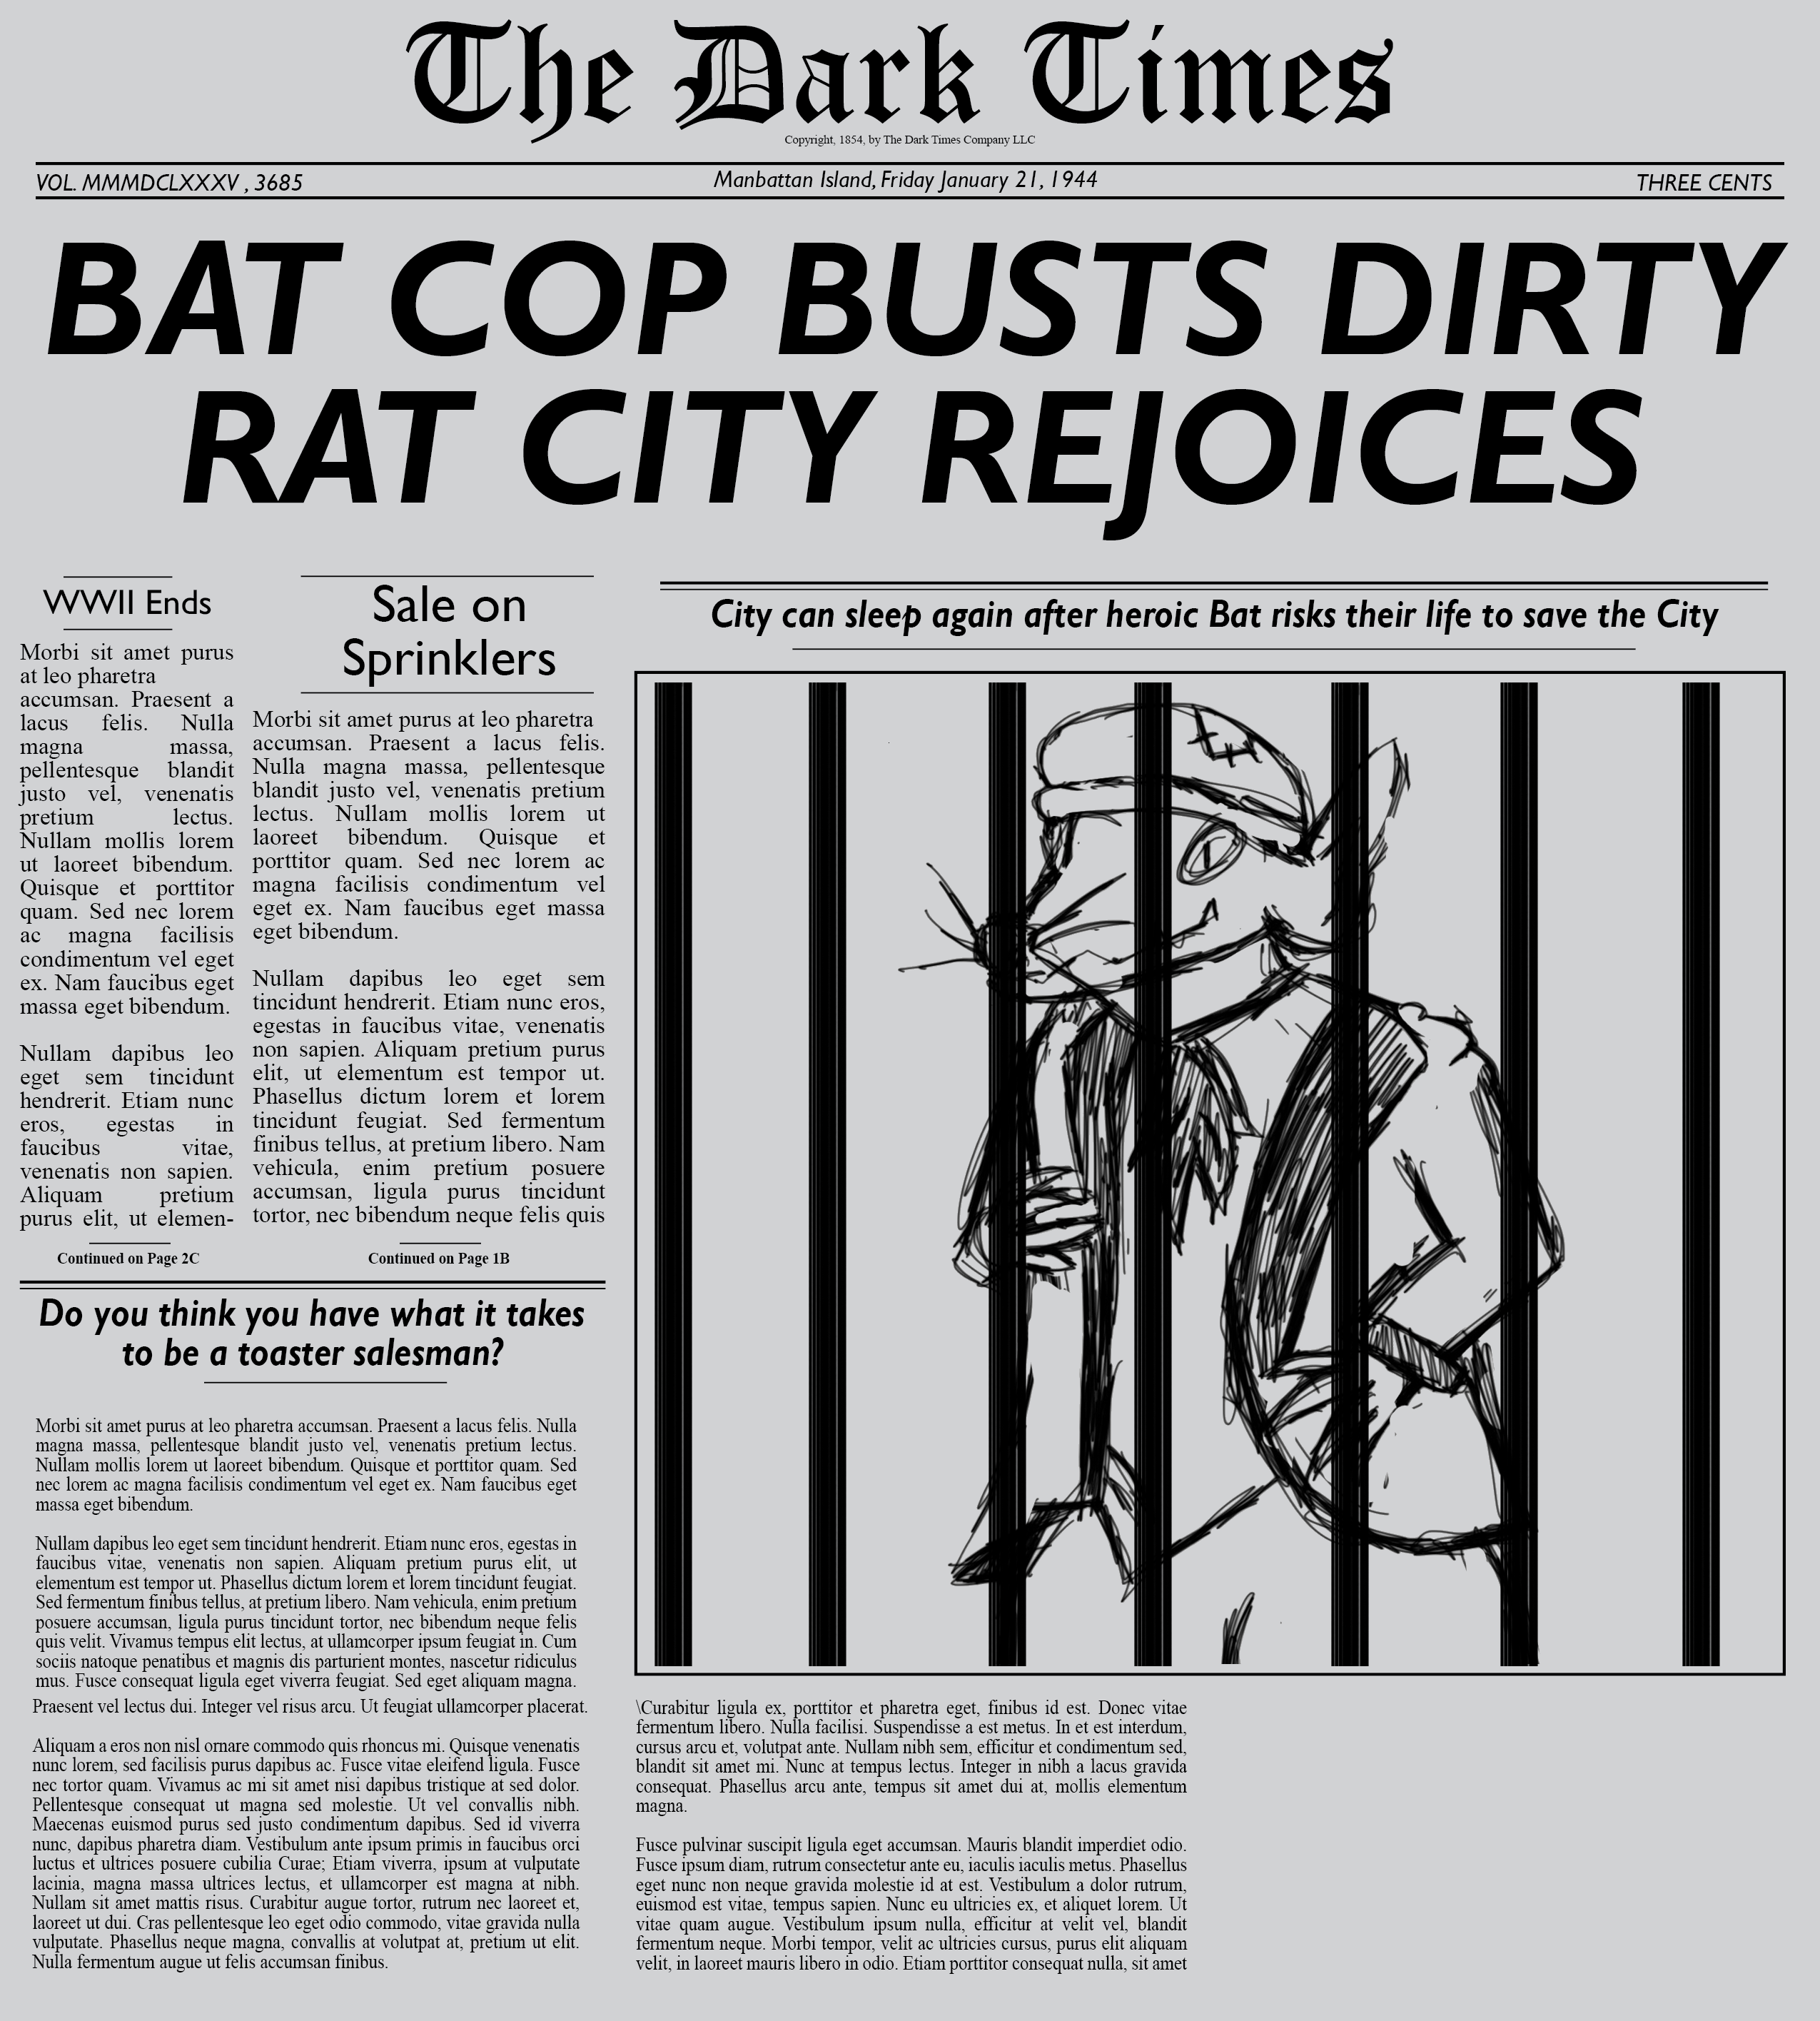 The Dark Times
Copyright, 1854, by The Dark Times Company LLC
VOL. MMMDCLXXXV , 3685
Manbattan Island, Friday January 21, 1944
THREE CENTS
BAT COP BUSTS DIRTY
RAT CITY REJOICES
WWII Ends
Morbi sit amet purus
at leo pharetra
accumsan. Praesent a
lacus felis. Nulla
magna massa,
pellentesque blandit
justo vel, venenatis
pretium lectus.
Nullam mollis lorem
ut laoreet bibendum.
Quisque et porttitor
quam. Sed nec lorem
ac magna facilisis
condimentum vel eget
ex. Nam faucibus eget
massa eget bibendum.
Nullam dapibus leo
eget sem tincidunt
hendrerit. Etiam nunc
eros, egestas in
faucibus vitae,
venenatis non sapien.
Aliquam pretium
purus elit, ut elemen-
Continued on Page 2C
Sale on
Sprinklers
Morbi sit amet purus at leo pharetra
accumsan. Praesent a lacus felis.
Nulla magna massa, pellentesque
blandit justo vel, venenatis pretium
lectus. Nullam mollis lorem ut
laoreet bibendum. Quisque et
porttitor quam. Sed nec lorem ac
magna facilisis condimentum vel
eget ex. Nam faucibus eget massa
eget bibendum.
Nullam dapibus leo eget sem
tincidunt hendrerit. Etiam nunc eros,
egestas in faucibus vitae, venenatis
non sapien. Aliquam pretium purus
elit, ut elementum est tempor ut.
Phasellus dictum lorem et lorem
tincidunt feugiat. Sed fermentum
finibus tellus, at pretium libero. Nam
vehicula, enim pretium posuere
accumsan, ligula purus tincidunt
tortor, nec bibendum neque felis quis
Continued on Page 1B
City can sleep again after heroic Bat risks their life to save the City
Do you think you have what it takes
to be a toaster salesman?
Morbi sit amet purus at leo pharetra accumsan. Praesent a lacus felis. Nulla
magna massa, pellentesque blandit justo vel, venenatis pretium lectus.
Nullam mollis lorem ut laoreet bibendum. Quisque et porttitor quam. Sed
nec lorem ac magna facilisis condimentum vel eget ex. Nam faucibus eget
massa eget bibendum.
Nullam dapibus leo eget sem tincidunt hendrerit. Etiam nunc eros, egestas in
faucibus vitae, venenatis non sapien. Aliquam pretium purus elit, ut
elementum est tempor ut. Phasellus dictum lorem et lorem tincidunt feugiat.
Sed fermentum finibus tellus, at pretium libero. Nam vehicula, enim pretium
posuere accumsan, ligula purus tincidunt tortor, nec bibendum neque felis
quis velit. Vivamus tempus elit lectus, at ullamcorper ipsum feugiat in. Cum
sociis natoque penatibus et magnis dis parturient montes, nascetur ridiculus
mus. Fusce consequat ligula eget viverra feugiat. Sed eget aliquam magna.
Praesent vel lectus dui. Integer vel risus arcu. Ut feugiat ullamcorper placerat.
Aliquam a eros non nisl ornare commodo quis rhoncus mi. Quisque venenatis
nunc lorem, sed facilisis purus dapibus ac. Fusce vitae eleifend ligula. Fusce
nec tortor quam. Vivamus ac mi sit amet nisi dapibus tristique at sed dolor.
Pellentesque consequat ut magna sed molestie. Ut vel convallis nibh.
Maecenas euismod purus sed justo condimentum dapibus. Sed id viverra
nunc, dapibus pharetra diam. Vestibulum ante ipsum primis in faucibus orci
luctus et ultrices posuere cubilia Curae; Etiam viverra, ipsum at vulputate
lacinia, magna massa ultrices lectus, et ullamcorper est magna at nibh.
Nullam sit amet mattis risus. Curabitur augue tortor, rutrum nec laoreet et,
laoreet ut dui. Cras pellentesque leo eget odio commodo, vitae gravida nulla
vulputate. Phasellus neque magna, convallis at volutpat at, pretium ut elit.
Nulla fermentum augue ut felis accumsan finibus.
\Curabitur ligula ex, porttitor et pharetra eget, finibus id est. Donec vitae
fermentum libero. Nulla facilisi. Suspendisse a est metus. In et est interdum,
cursus arcu et, volutpat ante. Nullam nibh sem, efficitur et condimentum sed,
blandit sit amet mi. Nunc at tempus lectus. Integer in nibh a lacus gravida
consequat. Phasellus arcu ante, tempus sit amet dui at, mollis elementum
magna.
Fusce pulvinar suscipit ligula eget accumsan. Mauris blandit imperdiet odio.
Fusce ipsum diam, rutrum consectetur ante eu, iaculis iaculis metus. Phasellus
eget nunc non neque gravida molestie id at est. Vestibulum a dolor rutrum,
euismod est vitae, tempus sapien. Nunc eu ultricies ex, et aliquet lorem. Ut
vitae quam augue. Vestibulum ipsum nulla, efficitur at velit vel, blandit
fermentum neque. Morbi tempor, velit ac ultricies cursus, purus elit aliquam
velit, in laoreet mauris libero in odio. Etiam porttitor consequat nulla, sit amet